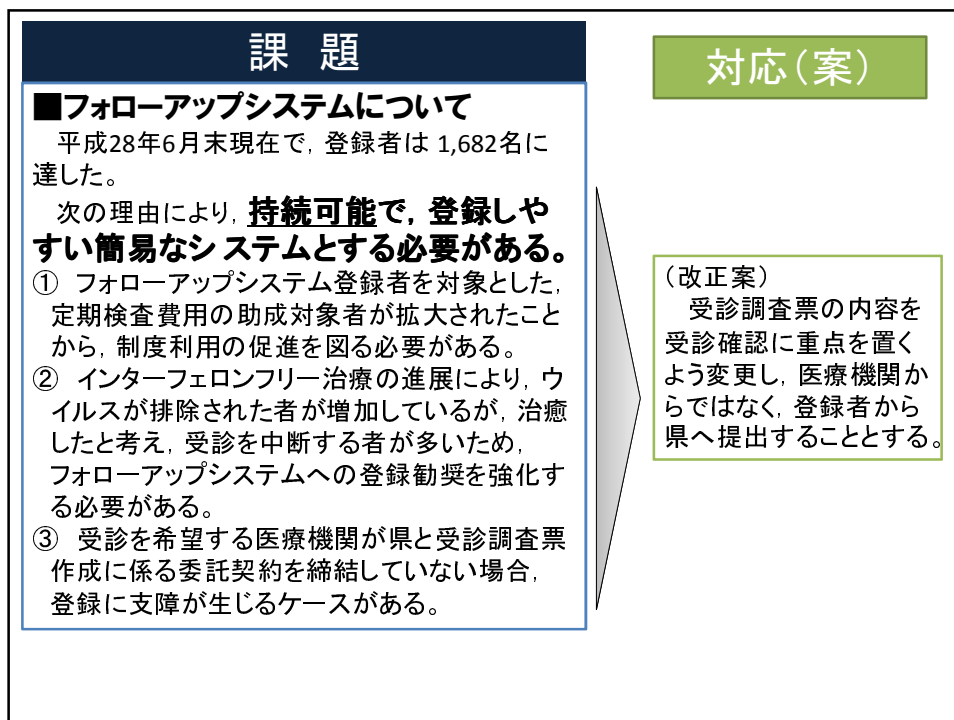 課 題
■フォローアップシステムについて
平成28年6月末現在で, 登録者は 1,682名に
達した。
次の理由により, 持続可能で, 登録しや
すい簡易なシステムとする必要がある。
① フォローアップシステム登録者を対象とした,
定期検査費用の助成対象者が拡大されたこと
から, 制度利用の促進を図る必要がある。
② インターフェロンフリー治療の進展により, ウ
イルスが排除された者が増加しているが, 治癒
したと考え, 受診を中断する者が多いため,
フォローアップシステムへの登録勧奨を強化す
る必要がある。
③ 受診を希望する医療機関が県と受診調査票
作成に係る委託契約を締結していない場合,
登録に支障が生じるケースがある。
対応（案）
（改正案）
受診調査票の内容を
受診確認に重点を置く
よう変更し, 医療機関か
らではなく, 登録者から
県へ提出することとする。